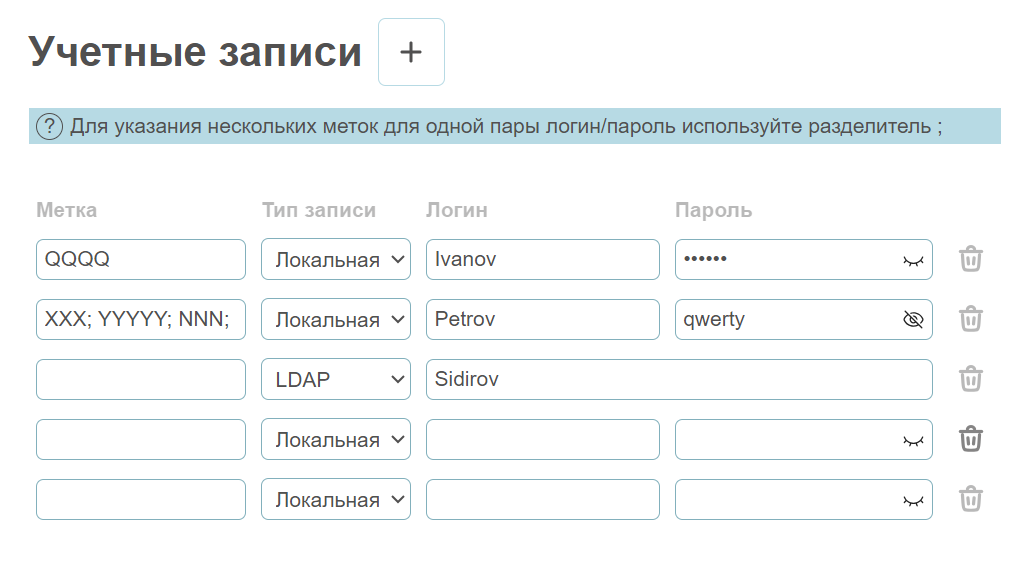 Учетные записи +
? Для указания нескольких меток для одной пары логин/пароль используйте разделитель ;
Метка Тип записи Логин Пароль
QQQQ Локальная Ivanov ••••••
XXX; YYYYY; NNN; Локальная Petrov qwerty
LDAP Sidirov
Локальная
Локальная